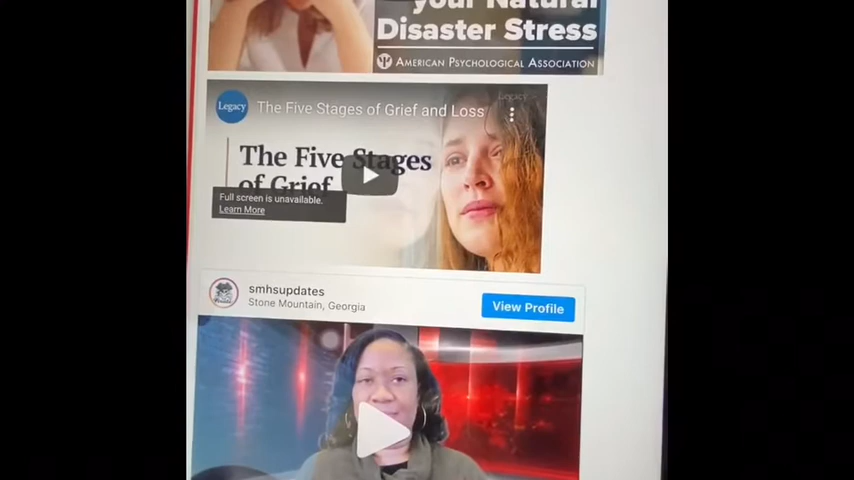 your Natural
Disaster Stress
AMERICAN PSYCHOLOGICAL ASSOCIATION
Legacy
The Five Stages of Grief and Loss
Legacy
The Five Stages
of Grief
Full screen is unavailable.
Learn More
smhsupdates
Stone Mountain, Georgia
View Profile